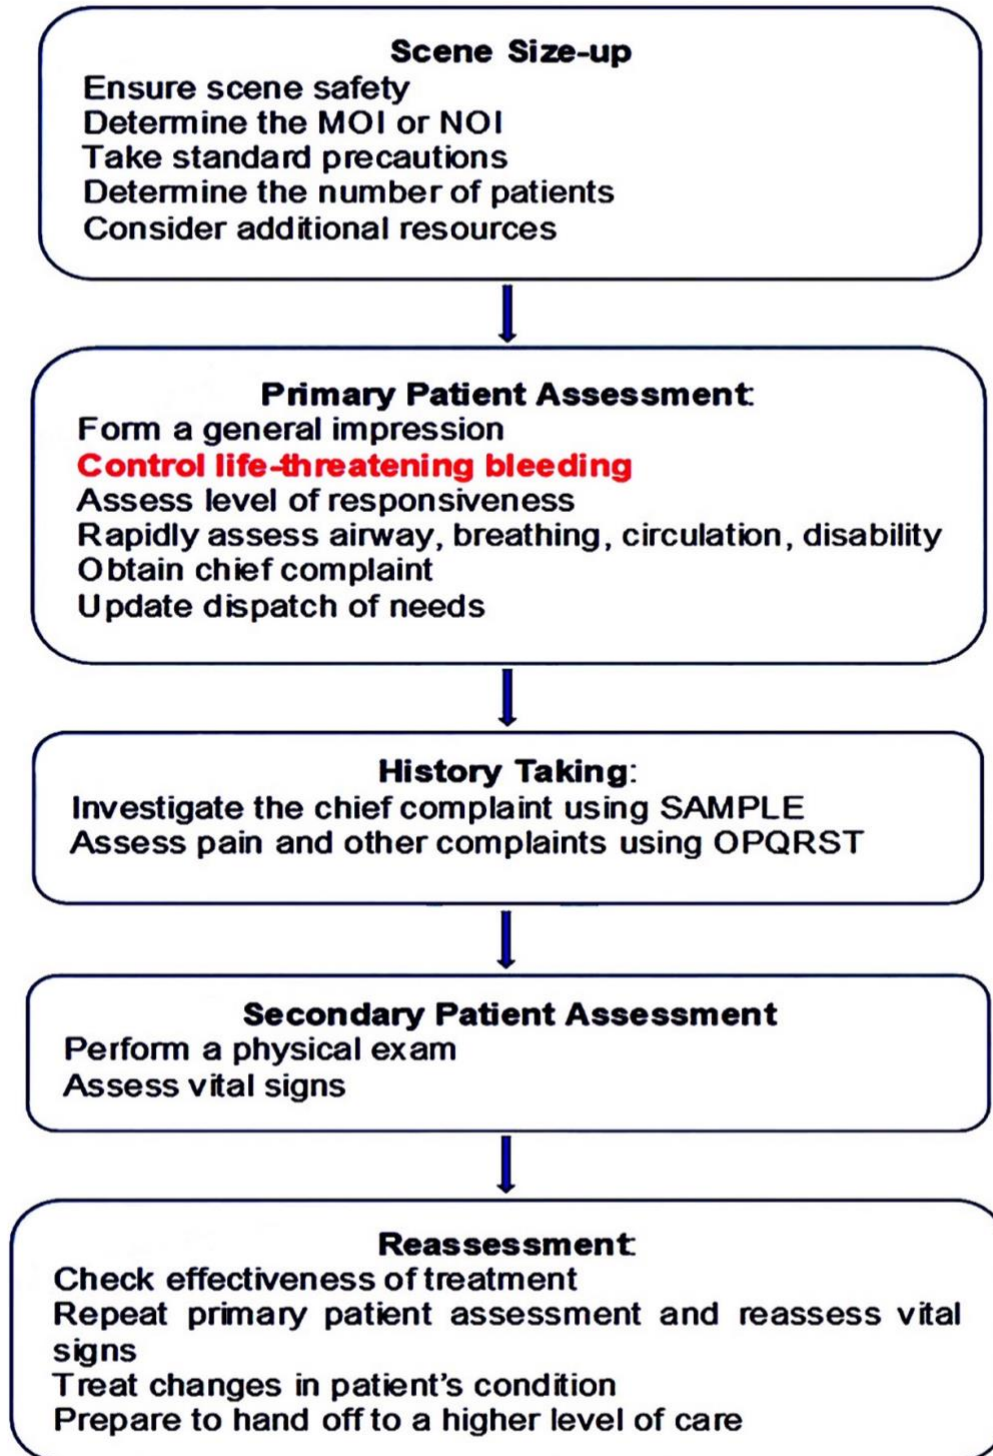 Scene Size-up
Ensure scene safety
Determine the MOI or NOI
Take standard precautions
Determine the number of patients
Consider additional resources
Primary Patient Assessment:
Form a general impression
Control life-threatening bleeding
Assess level of responsiveness
Rapidly assess airway, breathing, circulation, disability
Obtain chief complaint
Update dispatch of needs
History Taking:
Investigate the chief complaint using SAMPLE
Assess pain and other complaints using OPQRST
Secondary Patient Assessment
Perform a physical exam
Assess vital signs
Reassessment:
Check effectiveness of treatment
Repeat primary patient assessment and reassess vital
signs
Treat changes in patient's condition
Prepare to hand off to a higher level of care